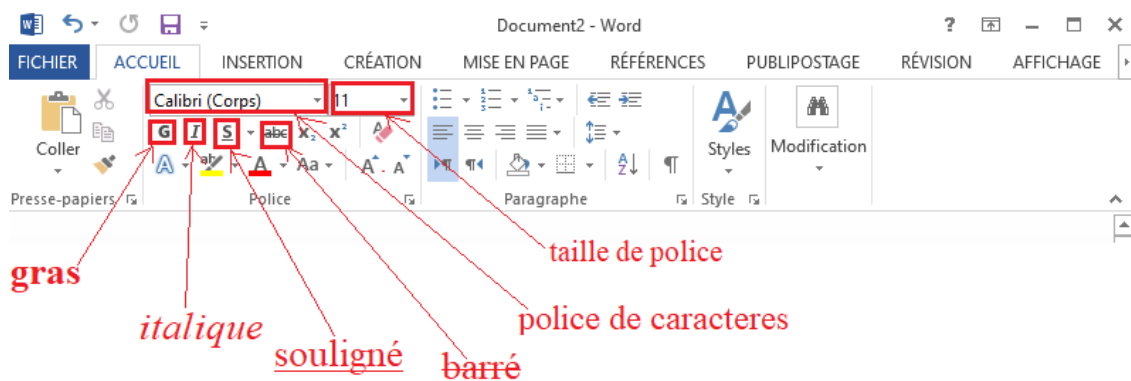 Document2 - Word
FICHIER ACCUEIL INSERTION CRÉATION MISE EN PAGE RÉFÉRENCES PUBLIPOSTAGE RÉVISION AFFICHAGE
Calibri (Corps) 11
G I S abc x₂ x²
Coller Styles Modification
A ab A Aa A A A Z
Presse-papiers Police Paragraphe Style
taille de police
gras
police de caracteres
italique
souligné
barré